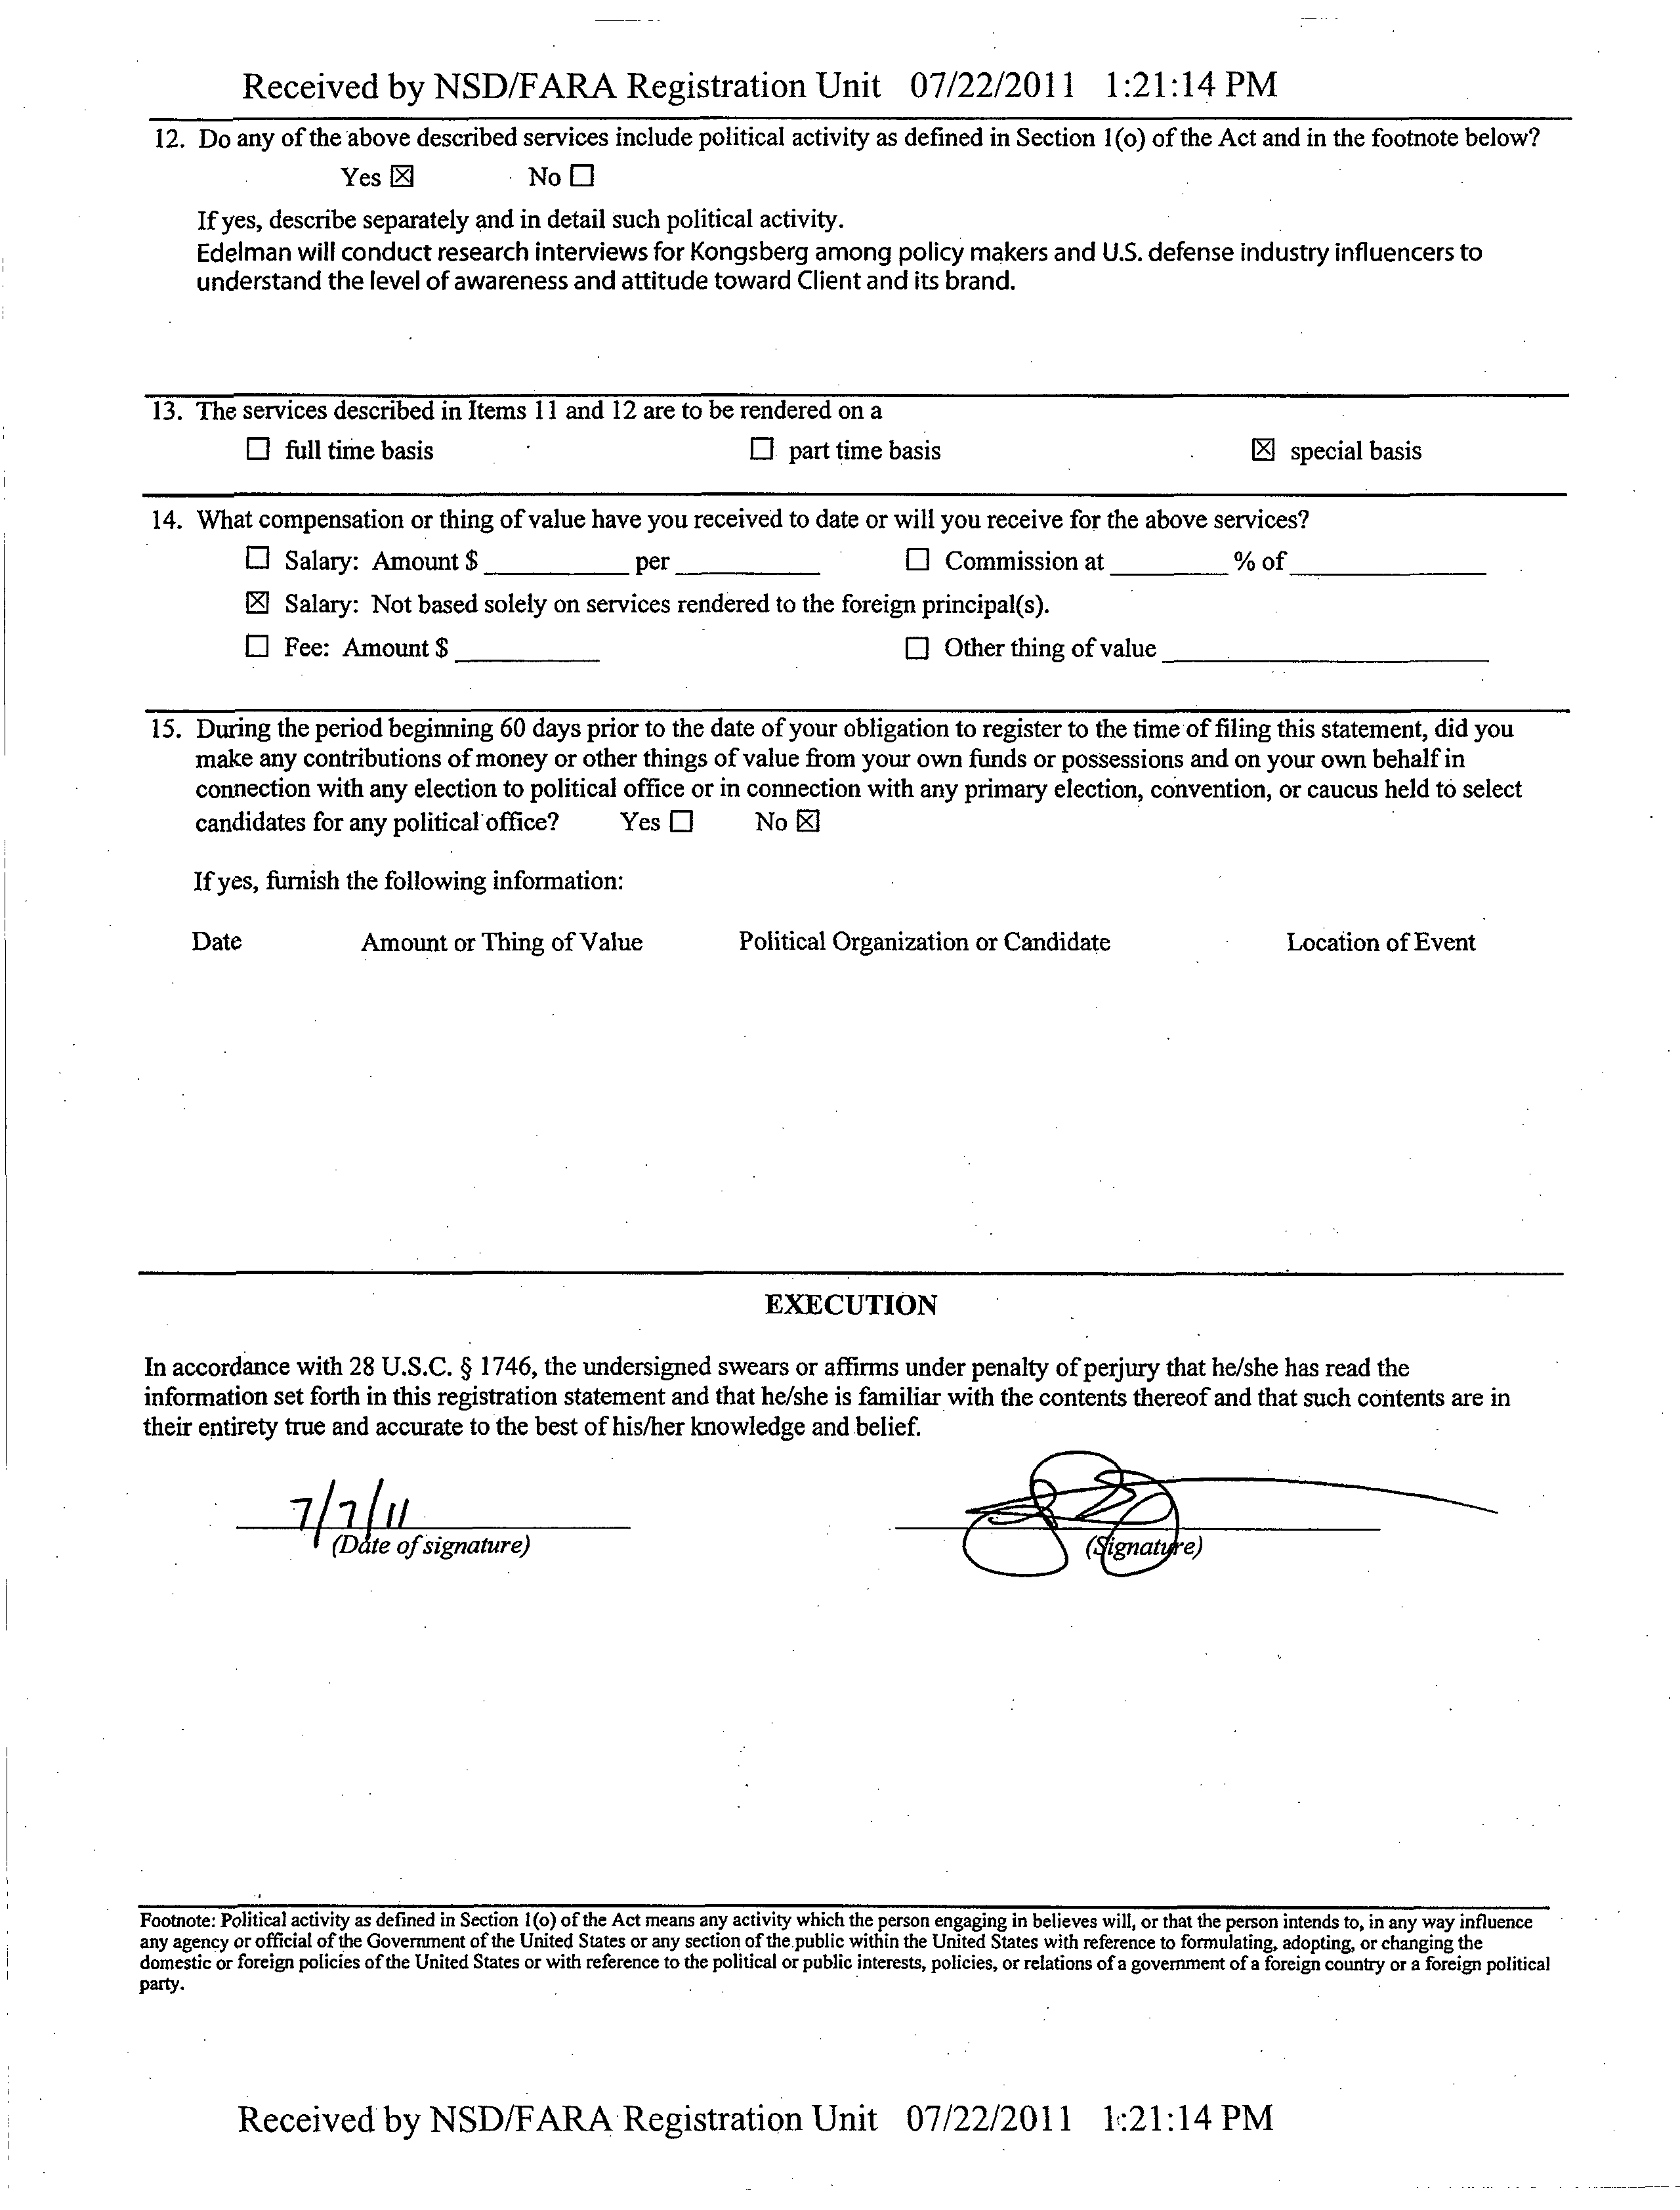 Received by NSD/FARA Registration Unit 07/22/2011 1:21:14 PM
12. Do any of the above described services include political activity as defined in Section 1(o) of the Act and in the footnote below?
Yes ☒ No ☐
If yes, describe separately and in detail such political activity.
Edelman will conduct research interviews for Kongsberg among policy makers and U.S. defense industry influencers to
understand the level of awareness and attitude toward Client and its brand.
13. The services described in Items 11 and 12 are to be rendered on a
☐ full time basis ☐ part time basis ☒ special basis
14. What compensation or thing of value have you received to date or will you receive for the above services?
☐ Salary: Amount $ ________ per ________ ☐ Commission at ________ % of ________
☒ Salary: Not based solely on services rendered to the foreign principal(s).
☐ Fee: Amount $ ________ ☐ Other thing of value ________
15. During the period beginning 60 days prior to the date of your obligation to register to the time of filing this statement, did you
make any contributions of money or other things of value from your own funds or possessions and on your own behalf in
connection with any election to political office or in connection with any primary election, convention, or caucus held to select
candidates for any political office? Yes ☐ No ☒
If yes, furnish the following information:
Date Amount or Thing of Value Political Organization or Candidate Location of Event
EXECUTION
In accordance with 28 U.S.C. § 1746, the undersigned swears or affirms under penalty of perjury that he/she has read the
information set forth in this registration statement and that he/she is familiar with the contents thereof and that such contents are in
their entirety true and accurate to the best of his/her knowledge and belief.
7/7/11
(Date of signature) (Signature)
Footnote: Political activity as defined in Section 1(o) of the Act means any activity which the person engaging in believes will, or that the person intends to, in any way influence
any agency or official of the Government of the United States or any section of the public within the United States with reference to formulating, adopting, or changing the
domestic or foreign policies of the United States or with reference to the political or public interests, policies, or relations of a government of a foreign country or a foreign political
party.
Received by NSD/FARA Registration Unit 07/22/2011 1:21:14 PM